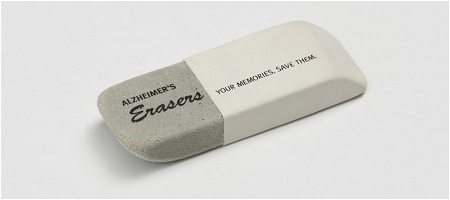 ALZHEIMER'S
Erasers
YOUR MEMORIES. SAVE THEM.